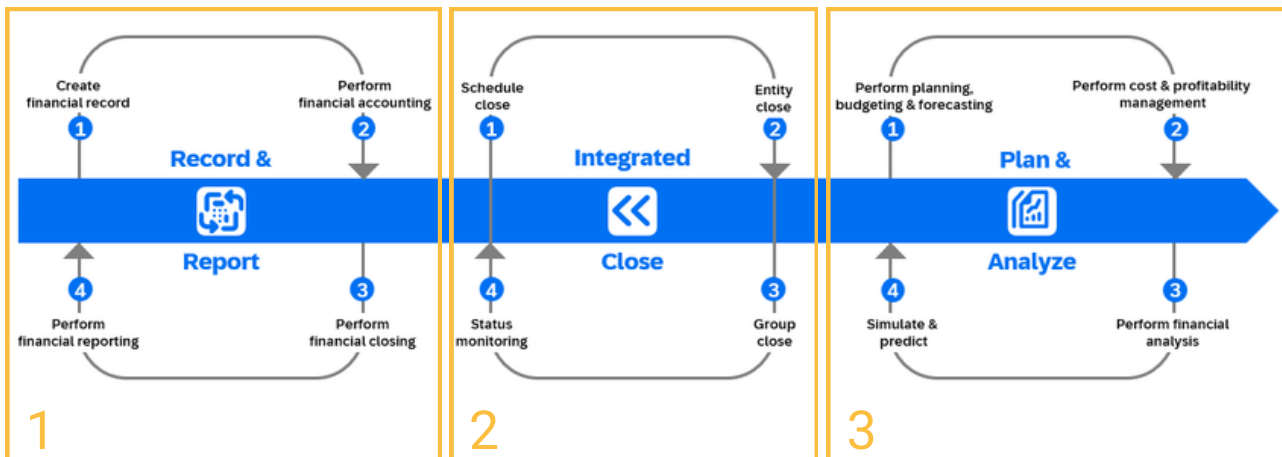 Create
financial record
1
Perform
financial accounting
2
Record &
Report
4
Perform
financial reporting
3
Perform
financial closing
1
Schedule
close
1
Entity
close
2
Integrated
Close
4
Status
monitoring
3
Group
close
2
Perform planning,
budgeting & forecasting
1
Perform cost & profitability
management
2
Plan &
Analyze
4
Simulate &
predict
3
Perform financial
analysis
3